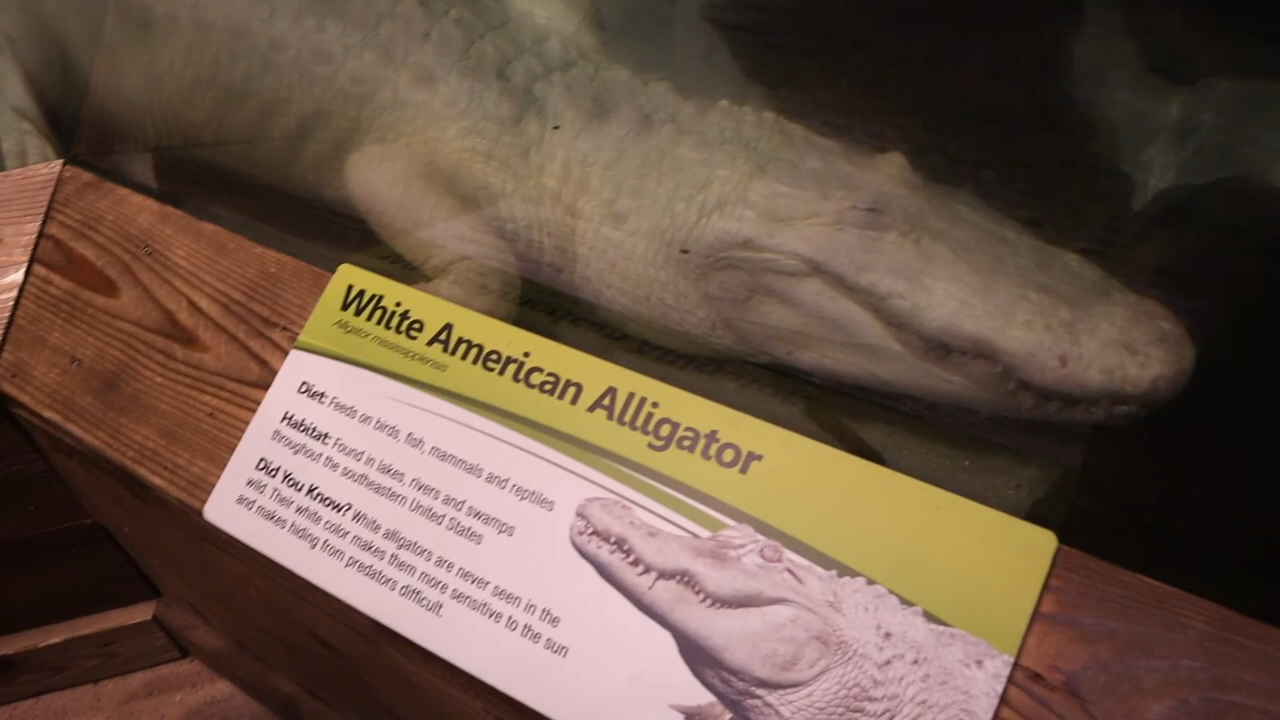 White American Alligator
Alligator mississippiensis
Diet: Feeds on birds, fish, mammals and reptiles
Habitat: Found in lakes, rivers and swamps
throughout the southeastern United States
Did You Know? White alligators are never seen in the
wild. Their white color makes them more sensitive to the sun
and makes hiding from predators difficult.